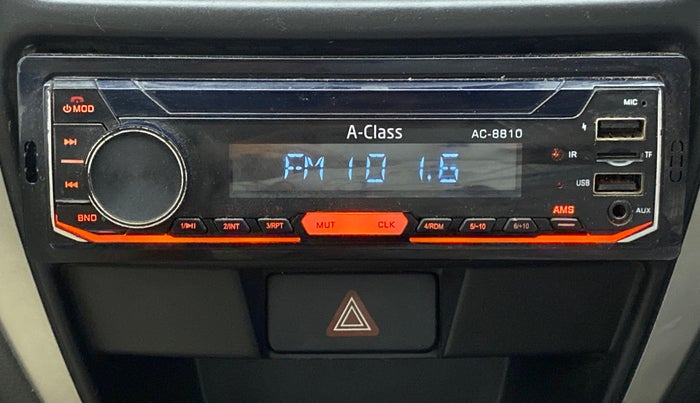 MOD
MIC
A-Class
AC-8810
FM 101.6
IR
TF
USB
AUX
BND
1/▶||
2/INT
3/RPT
MUT
CLK
4/RDM
5/-10
6/+10
AMS